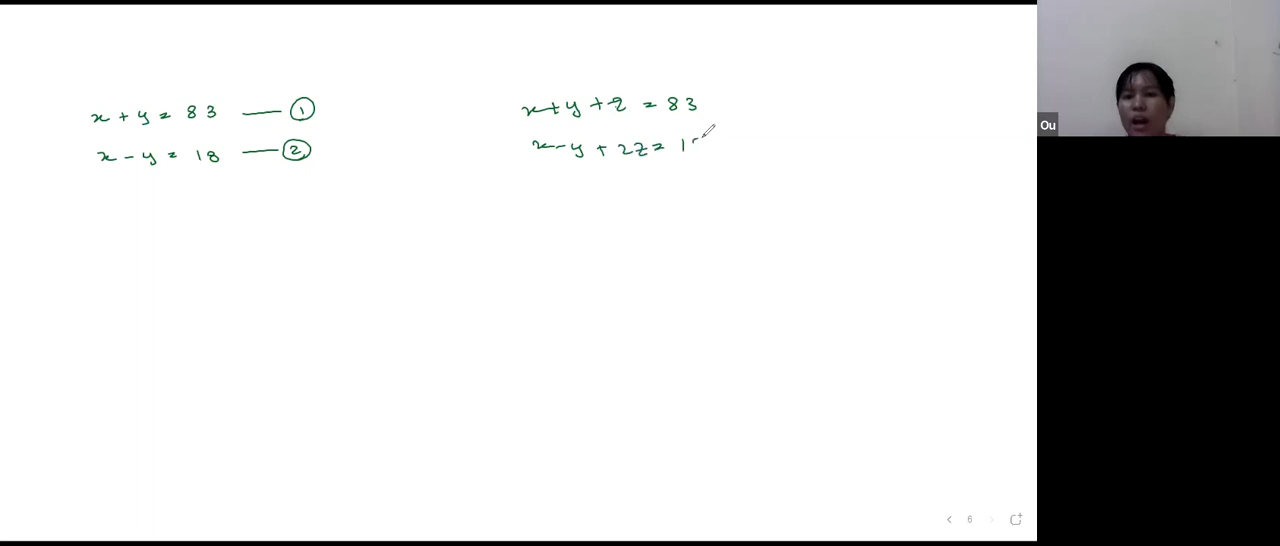 x + y = 83 —— ①
x - y = 18 —— ②
x + y + z = 83
x - y + 2z = 1
Ou
6